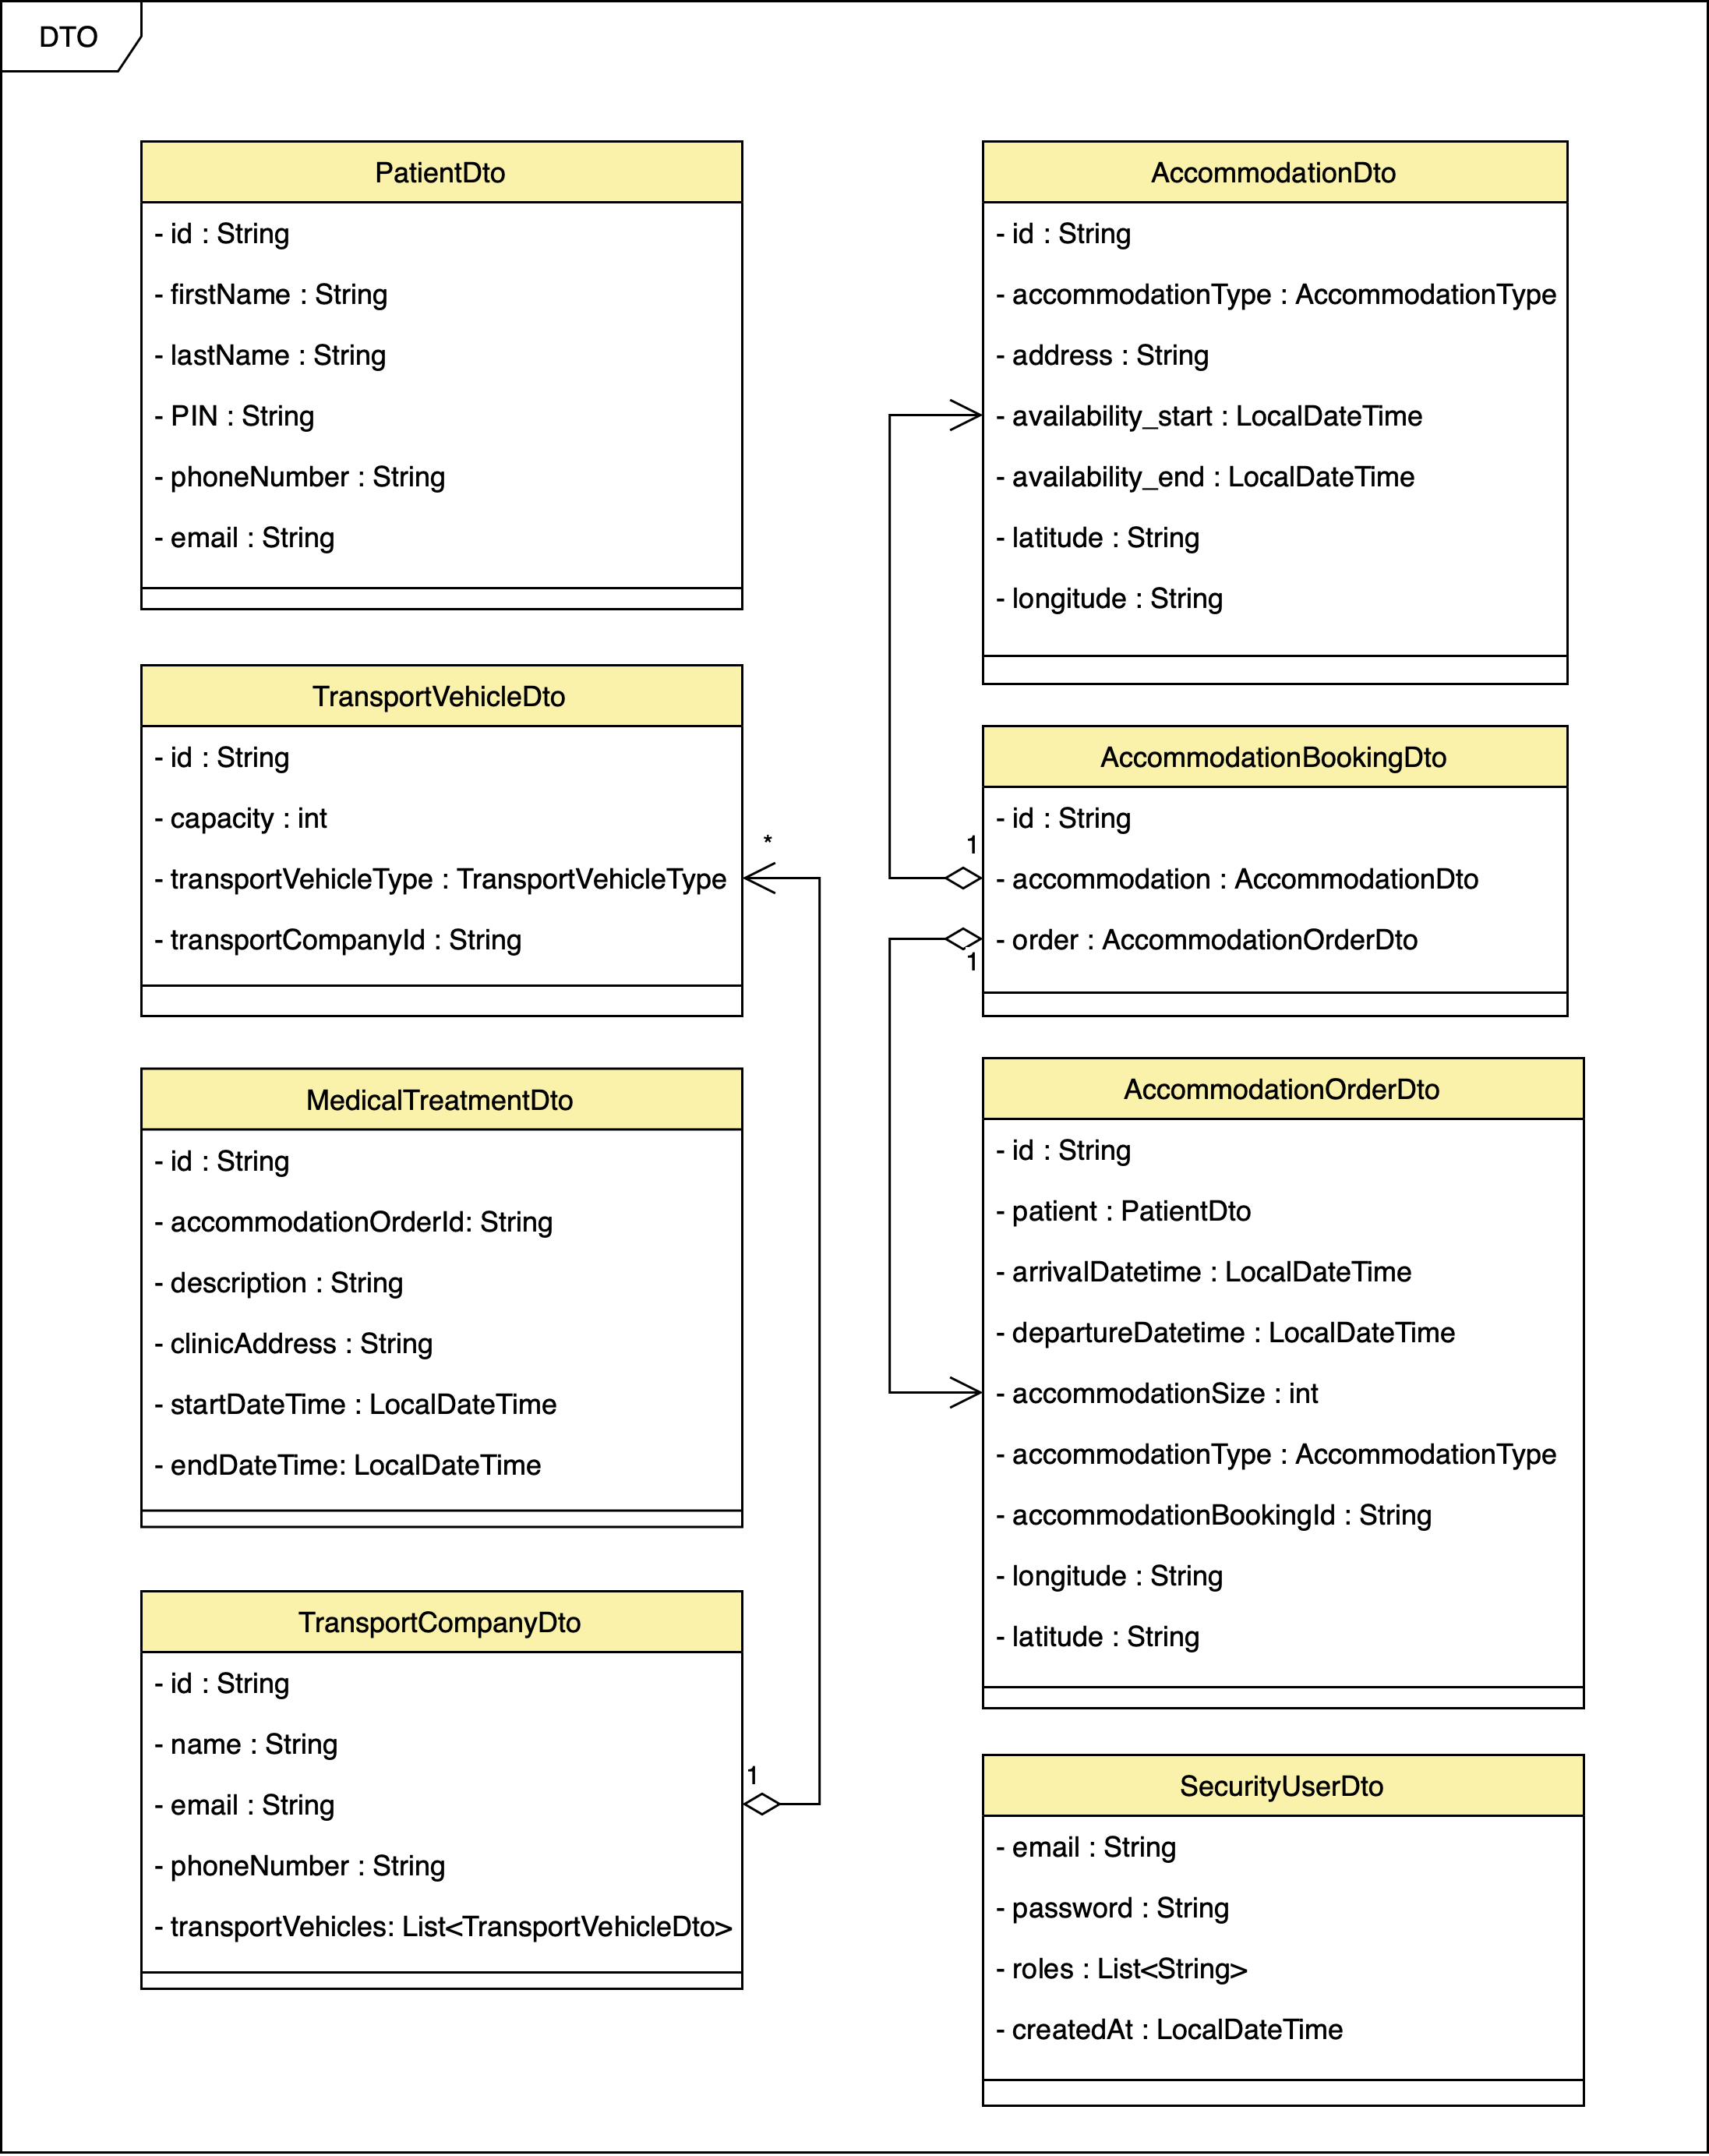 DTO
PatientDto
- id : String
- firstName : String
- lastName : String
- PIN : String
- phoneNumber : String
- email : String
TransportVehicleDto
- id : String
- capacity : int
- transportVehicleType : TransportVehicleType
- transportCompanyId : String
*
MedicalTreatmentDto
- id : String
- accommodationOrderId: String
- description : String
- clinicAddress : String
- startDateTime : LocalDateTime
- endDateTime: LocalDateTime
TransportCompanyDto
- id : String
- name : String
- email : String
- phoneNumber : String
- transportVehicles: List<TransportVehicleDto>
1
AccommodationDto
- id : String
- accommodationType : AccommodationType
- address : String
- availability_start : LocalDateTime
- availability_end : LocalDateTime
- latitude : String
- longitude : String
AccommodationBookingDto
- id : String
1
- accommodation : AccommodationDto
- order : AccommodationOrderDto
1
AccommodationOrderDto
- id : String
- patient : PatientDto
- arrivalDatetime : LocalDateTime
- departureDatetime : LocalDateTime
- accommodationSize : int
- accommodationType : AccommodationType
- accommodationBookingId : String
- longitude : String
- latitude : String
SecurityUserDto
- email : String
- password : String
- roles : List<String>
- createdAt : LocalDateTime